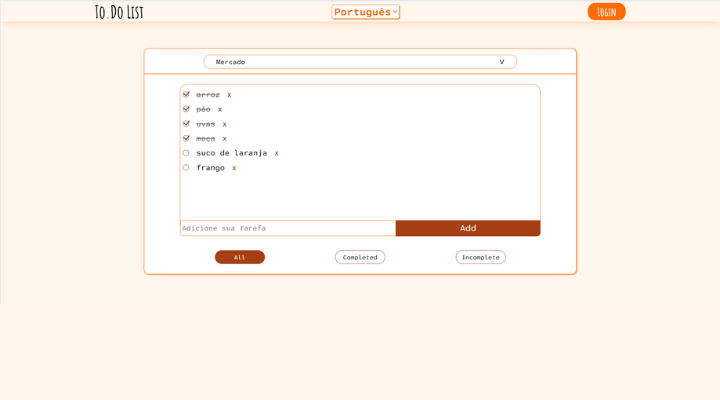 To.Do List
Português
Login
Mercado V
arroz x
pão x
uvas x
maça x
suco de laranja x
frango x
Adicione sua tarefa
Add
All
Completed
Incomplete